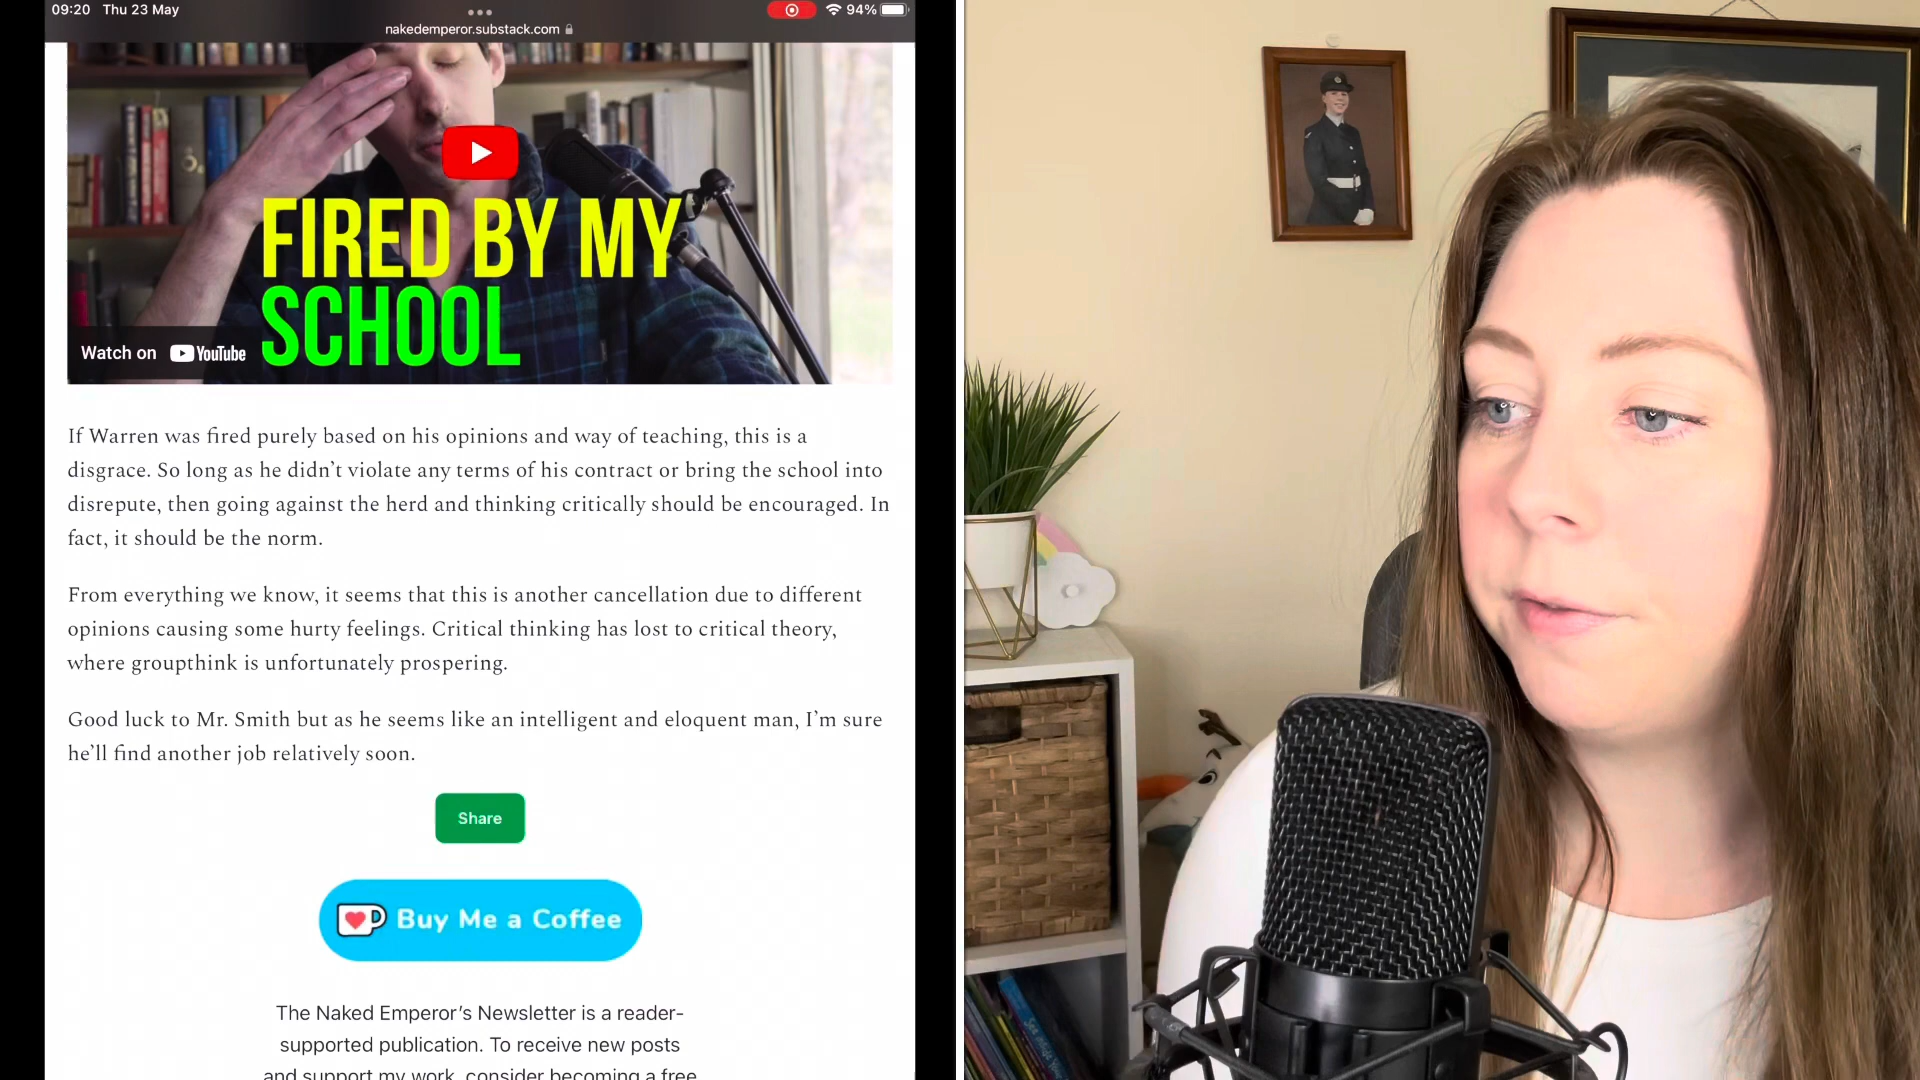 09:20 Thu 23 May
94%
nakedemperor.substack.com
FIRED BY MY
SCHOOL
Watch on YouTube
If Warren was fired purely based on his opinions and way of teaching, this is a
disgrace. So long as he didn’t violate any terms of his contract or bring the school into
disrepute, then going against the herd and thinking critically should be encouraged. In
fact, it should be the norm.
From everything we know, it seems that this is another cancellation due to different
opinions causing some hurty feelings. Critical thinking has lost to critical theory,
where groupthink is unfortunately prospering.
Good luck to Mr. Smith but as he seems like an intelligent and eloquent man, I’m sure
he’ll find another job relatively soon.
Share
Buy Me a Coffee
The Naked Emperor’s Newsletter is a reader-
supported publication. To receive new posts
and support my work, consider becoming a free